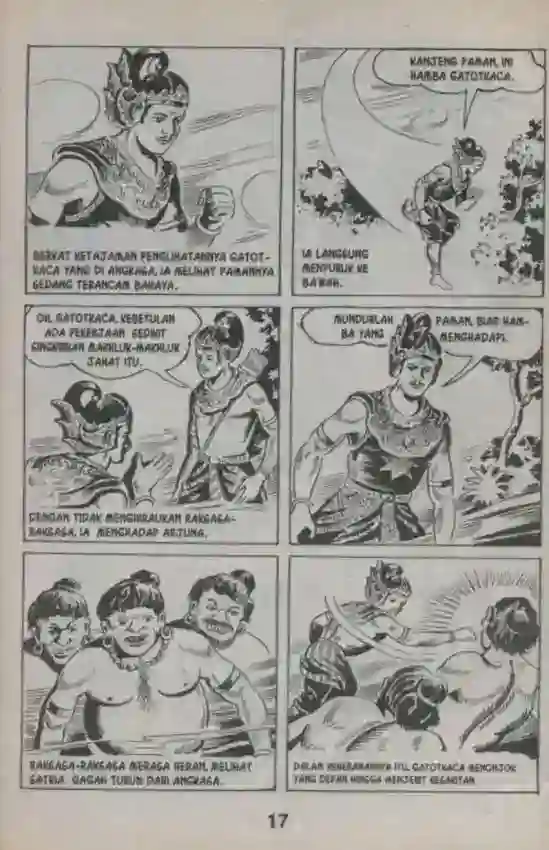 BERKAT KETAJAMAN PENGLIHATANNYA GATOT-
KACA YANG DI ANGKASA, IA MELIHAT PAMANNYA
SEDANG TERANCAM BAHAYA.
KANJENG PAMAN, INI
HAMBA GATOTKACA.
IA LANGSUNG
MENUKIK KE
BAWAH.
OH, GATOTKACA, KEBETULAN
ADA PEKERJAAN SEDIKIT
SINGKIRKAN MAKHLUK-MAKHLUK
JAHAT ITU.
DENGAN TIDAK MENGHIRAUKAN RAKSASA-
RAKSASA, IA MENGHADAP ARJUNA.
MUNDURLAH PAMAN, BIAR HAM-
BA YANG MENGHADAPI.
RAKSASA-RAKSASA MERASA HERAN, MELIHAT
SATRIA GAGAH TURUN DARI ANGKASA.
DALAM KEHERANANNYA ITU, GATOTKACA MENONJOK
YANG DEPAN HINGGA MENJERIT KESAKITAN
17